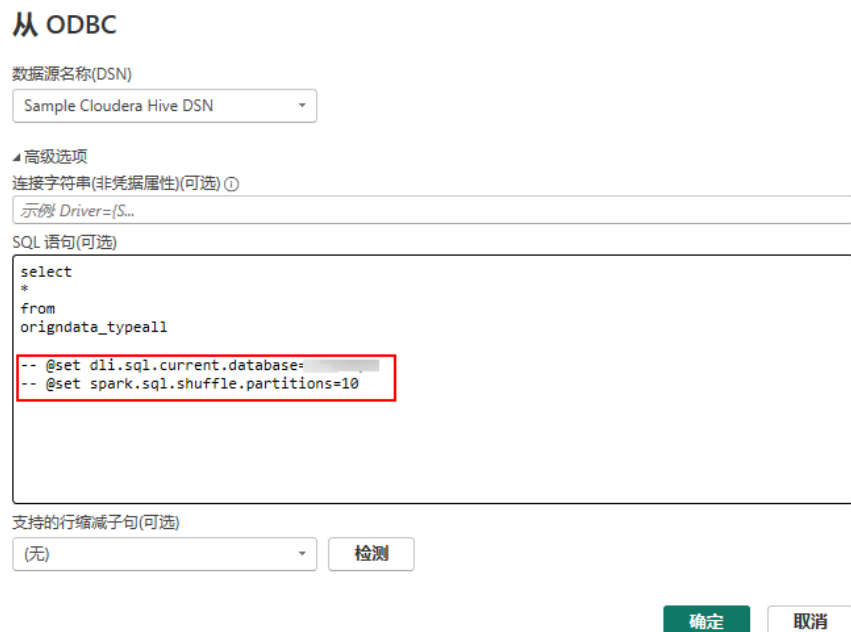 从 ODBC
数据源名称(DSN)
Sample Cloudera Hive DSN
高级选项
连接字符串(非凭据属性)(可选)
示例: Driver={S...
SQL 语句(可选)
select
*
from
origndata_typeall
-- @set dli.sql.current.database=
-- @set spark.sql.shuffle.partitions=10
支持的行缩减子句(可选)
(无) 检测
确定 取消